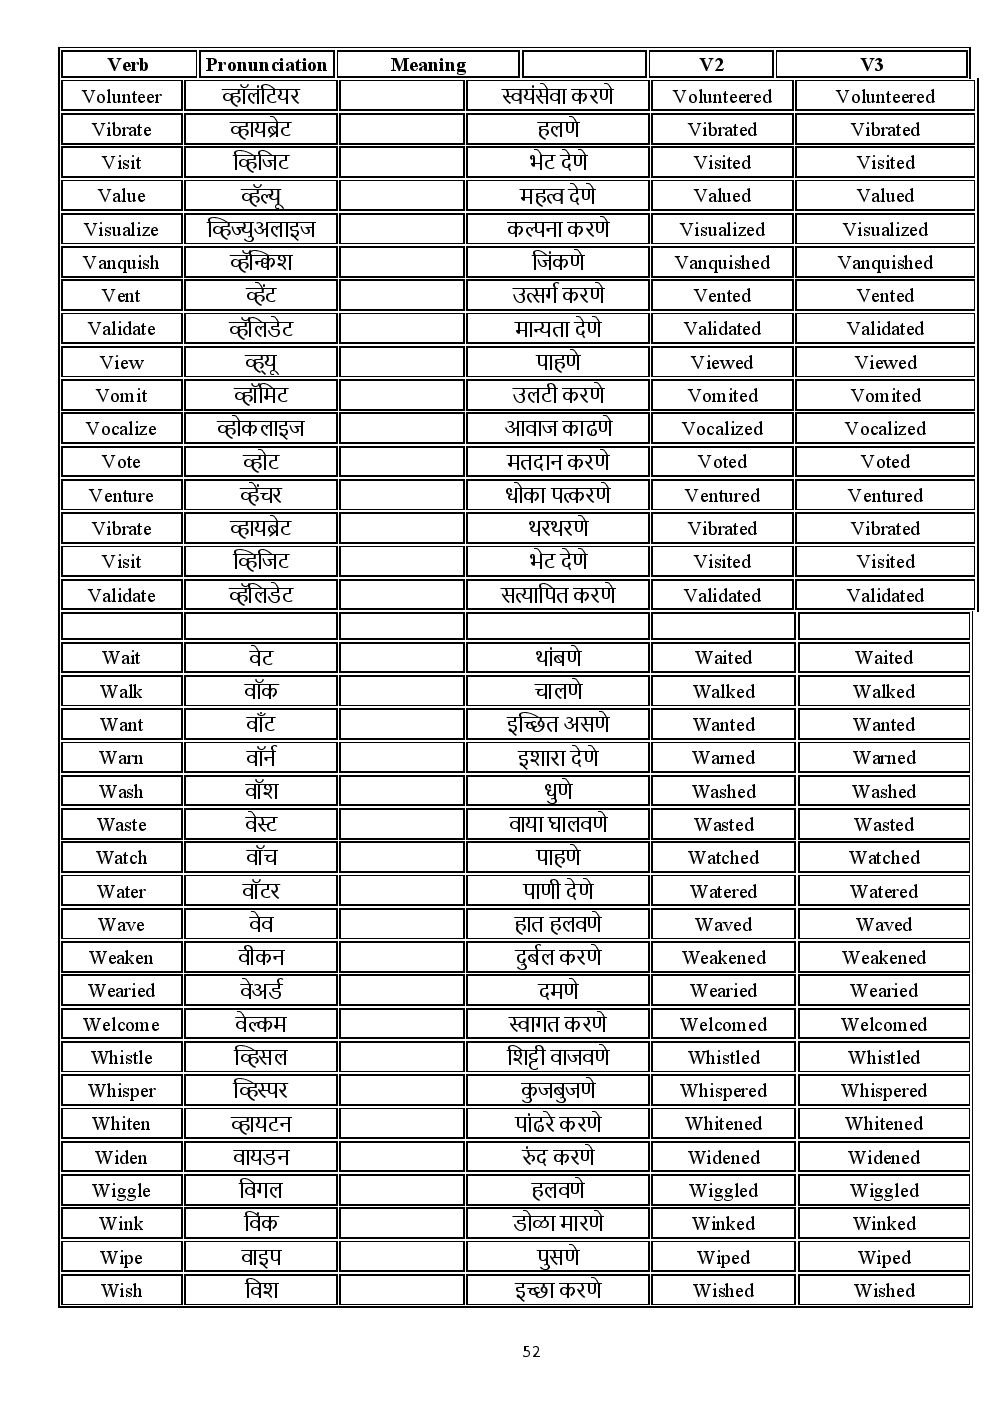 Verb Pronunciation Meaning V2 V3
Volunteer व्हॉलंटियर स्वयंसेवा करणे Volunteered Volunteered
Vibrate व्हायब्रेट हलणे Vibrated Vibrated
Visit व्हिजिट भेट देणे Visited Visited
Value व्हॅल्यू महत्व देणे Valued Valued
Visualize व्हिज्युअलाइज कल्पना करणे Visualized Visualized
Vanquish व्हॅन्क्विश जिंकणे Vanquished Vanquished
Vent व्हेंट उत्सर्ग करणे Vented Vented
Validate व्हॅलिडेट मान्यता देणे Validated Validated
View व्ह्यू पाहणे Viewed Viewed
Vomit व्हॉमिट उलटी करणे Vomited Vomited
Vocalize व्होकलाइज आवाज काढणे Vocalized Vocalized
Vote व्होट मतदान करणे Voted Voted
Venture व्हेंचर धोका पत्करणे Ventured Ventured
Vibrate व्हायब्रेट थरथरणे Vibrated Vibrated
Visit व्हिजिट भेट देणे Visited Visited
Validate व्हॅलिडेट सत्यापित करणे Validated Validated
Wait वेट थांबणे Waited Waited
Walk वॉक चालणे Walked Walked
Want वॉंट इच्छित असणे Wanted Wanted
Warn वॉर्न इशारा देणे Warned Warned
Wash वॉश धुणे Washed Washed
Waste वेस्ट वाया घालवणे Wasted Wasted
Watch वॉच पाहणे Watched Watched
Water वॉटर पाणी देणे Watered Watered
Wave वेव हात हलवणे Waved Waved
Weaken वीकन दुर्बल करणे Weakened Weakened
Wearied वेअर्ड दमणे Wearied Wearied
Welcome वेल्कम स्वागत करणे Welcomed Welcomed
Whistle व्हिसल शिट्टी वाजवणे Whistled Whistled
Whisper व्हिस्पर कुजबुजणे Whispered Whispered
Whiten व्हायटन पांढरे करणे Whitened Whitened
Widen वायडन रुंद करणे Widened Widened
Wiggle विगल हलवणे Wiggled Wiggled
Wink विंक डोळा मारणे Winked Winked
Wipe वाइप पुसणे Wiped Wiped
Wish विश इच्छा करणे Wished Wished
52